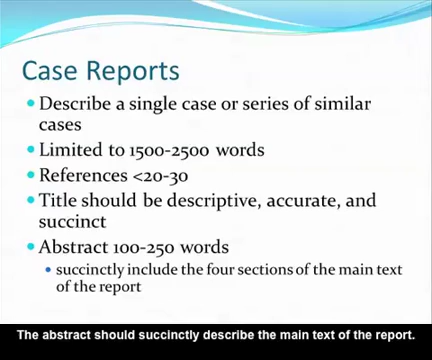 Case Reports
Describe a single case or series of similar
cases
Limited to 1500-2500 words
References <20-30
Title should be descriptive, accurate, and
succinct
Abstract 100-250 words
succinctly include the four sections of the main text
of the report
The abstract should succinctly describe the main text of the report.